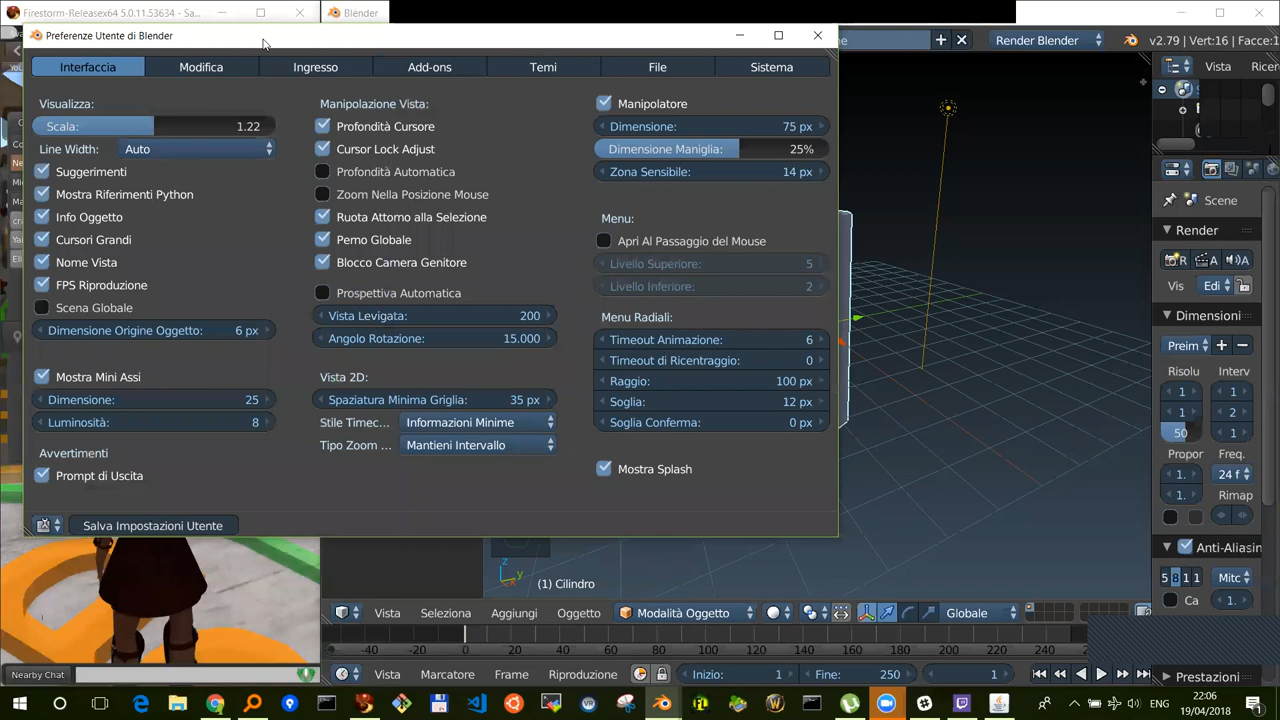 Firestorm-Releasex64 5.0.11.53634 - Sa...
Blender
Preferenze Utente di Blender
Render Blender
v2.79 | Vert:16 | Facce:1
Interfaccia
Modifica
Ingresso
Add-ons
Temi
File
Sistema
Vista
Visualizza:
Scala: 1.22
Line Width: Auto
Suggerimenti
Mostra Riferimenti Python
Info Oggetto
Cursori Grandi
Nome Vista
FPS Riproduzione
Scena Globale
Dimensione Origine Oggetto: 6 px
Mostra Mini Assi
Dimensione: 25
Luminosità: 8
Avvertimenti
Prompt di Uscita
Salva Impostazioni Utente
Manipolazione Vista:
Profondità Cursore
Cursor Lock Adjust
Profondità Automatica
Zoom Nella Posizione Mouse
Ruota Attorno alla Selezione
Perno Globale
Blocco Camera Genitore
Prospettiva Automatica
Vista Levigata: 200
Angolo Rotazione: 15.000
Vista 2D:
Spaziatura Minima Griglia: 35 px
Stile Timec... Informazioni Minime
Tipo Zoom ... Mantieni Intervallo
Manipolatore
Dimensione: 75 px
Dimensione Maniglia: 25%
Zona Sensibile: 14 px
Menu:
Apri Al Passaggio del Mouse
Livello Superiore: 5
Livello Inferiore: 2
Menu Radiali:
Timeout Animazione: 6
Timeout di Ricentraggio: 0
Raggio: 100 px
Soglia: 12 px
Soglia Conferma: 0 px
Mostra Splash
Scene
Render
Vis Edi
Dimensioni
Preim
Risolu Interv
1 1
1 2
50 1
Propor Freq.
1. 24 f
1. Rimap
Anti-Aliasin
5 8 1 1 Mitc
Ca 1.
Prestazioni
z
y
(1) Cilindro
Vista Seleziona Aggiungi Oggetto Modalità Oggetto Globale
-40 -20 0 20 40 60 80 100 120 140 160 180 200 220 240 260
Vista Marcatore Frame Riproduzione Inizio: 1 Fine: 250 1
Nearby Chat
ENG
22:06
19/04/2018